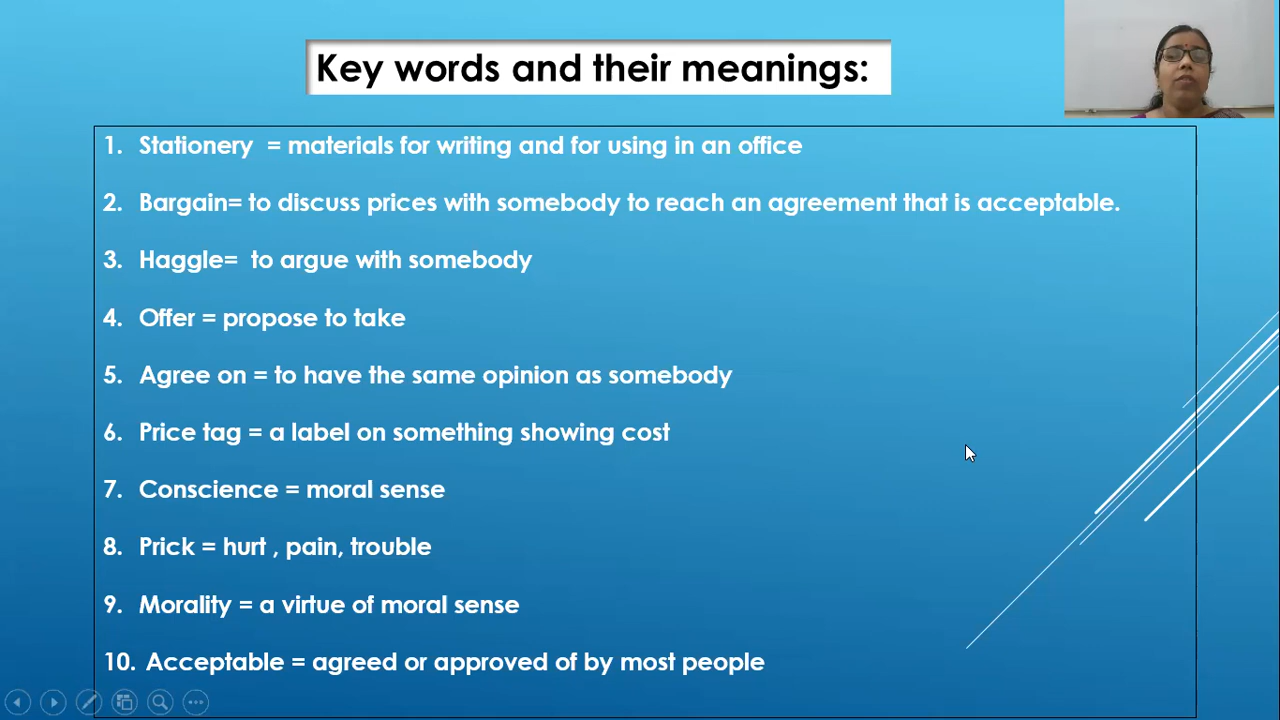 Key words and their meanings:
1. Stationery = materials for writing and for using in an office
2. Bargain= to discuss prices with somebody to reach an agreement that is acceptable.
3. Haggle= to argue with somebody
4. Offer = propose to take
5. Agree on = to have the same opinion as somebody
6. Price tag = a label on something showing cost
7. Conscience = moral sense
8. Prick = hurt , pain, trouble
9. Morality = a virtue of moral sense
10. Acceptable = agreed or approved of by most people